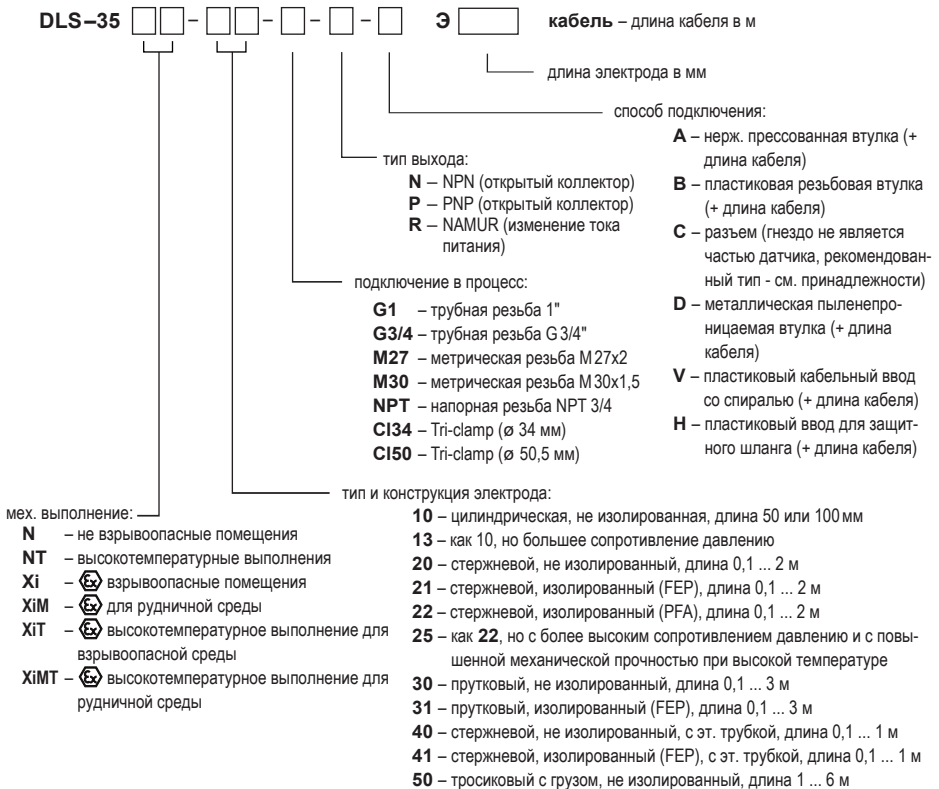 DLS–35 – – – – Э кабель – длина кабеля в м
длина электрода в мм
способ подключения:
A – нерж. прессованная втулка (+
длина кабеля)
B – пластиковая резьбовая втулка
(+ длина кабеля)
C – разъем (гнездо не является
частью датчика, рекомендован-
ный тип - см. принадлежности)
D – металлическая пыленепро-
ницаемая втулка (+ длина
кабеля)
V – пластиковый кабельный ввод
со спиралью (+ длина кабеля)
H – пластиковый ввод для защит-
ного шланга (+ длина кабеля)
тип выхода:
N – NPN (открытый коллектор)
P – PNP (открытый коллектор)
R – NAMUR (изменение тока
питания)
подключение в процесс:
G1 – трубная резьба 1"
G3/4 – трубная резьба G 3/4"
M27 – метрическая резьба M 27x2
M30 – метрическая резьба M 30x1,5
NPT – напорная резьба NPT 3/4
Cl34 – Tri-clamp (ø 34 мм)
Cl50 – Tri-clamp (ø 50,5 мм)
тип и конструкция электрода:
10 – цилиндрическая, не изолированная, длина 50 или 100 мм
13 – как 10, но большее сопротивление давлению
20 – стержневой, не изолированный, длина 0,1 ... 2 м
21 – стержневой, изолированный (FEP), длина 0,1 ... 2 м
22 – стержневой, изолированный (PFA), длина 0,1 ... 2 м
25 – как 22, но с более высоким сопротивлением давлению и с повы-
шенной механической прочностью при высокой температуре
30 – прутковый, не изолированный, длина 0,1 ... 3 м
31 – прутковый, изолированный (FEP), длина 0,1 ... 3 м
40 – стержневой, не изолированный, с эт. трубкой, длина 0,1 ... 1 м
41 – стержневой, изолированный (FEP), с эт. трубкой, длина 0,1 ... 1 м
50 – тросиковый с грузом, не изолированный, длина 1 ... 6 м
мех. выполнение:
N – не взрывоопасные помещения
NT – высокотемпературные выполнения
Xi – Ex взрывоопасные помещения
XiM – Ex для рудничной среды
XiT – Ex высокотемпературное выполнение для
взрывоопасной среды
XiMT – Ex высокотемпературное выполнение для
рудничной среды